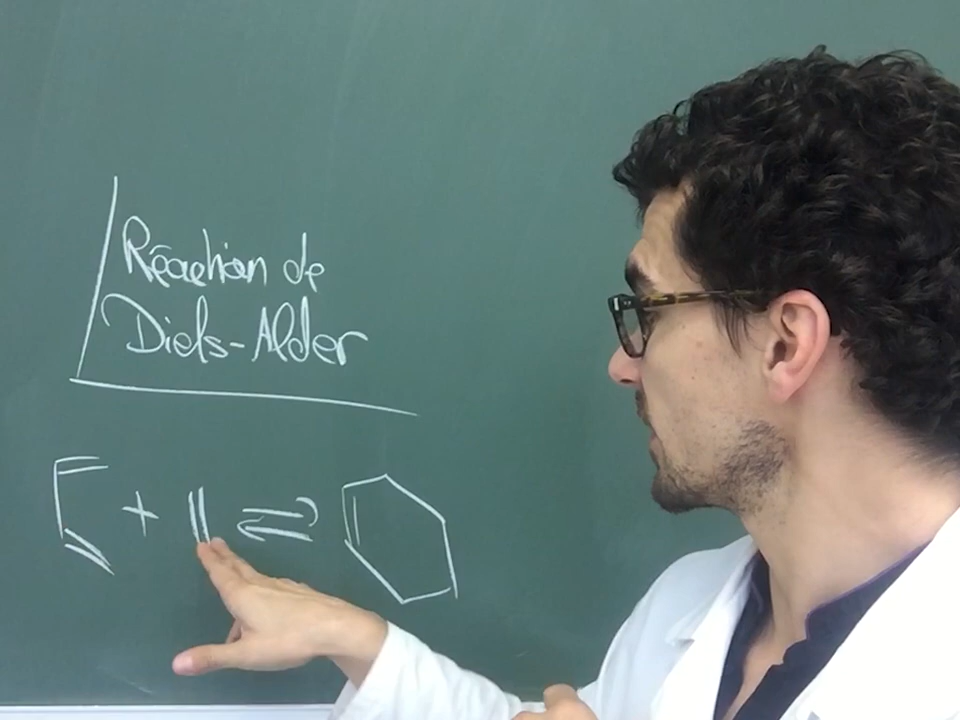 Réaction de
Diels-Alder
+ ⇌